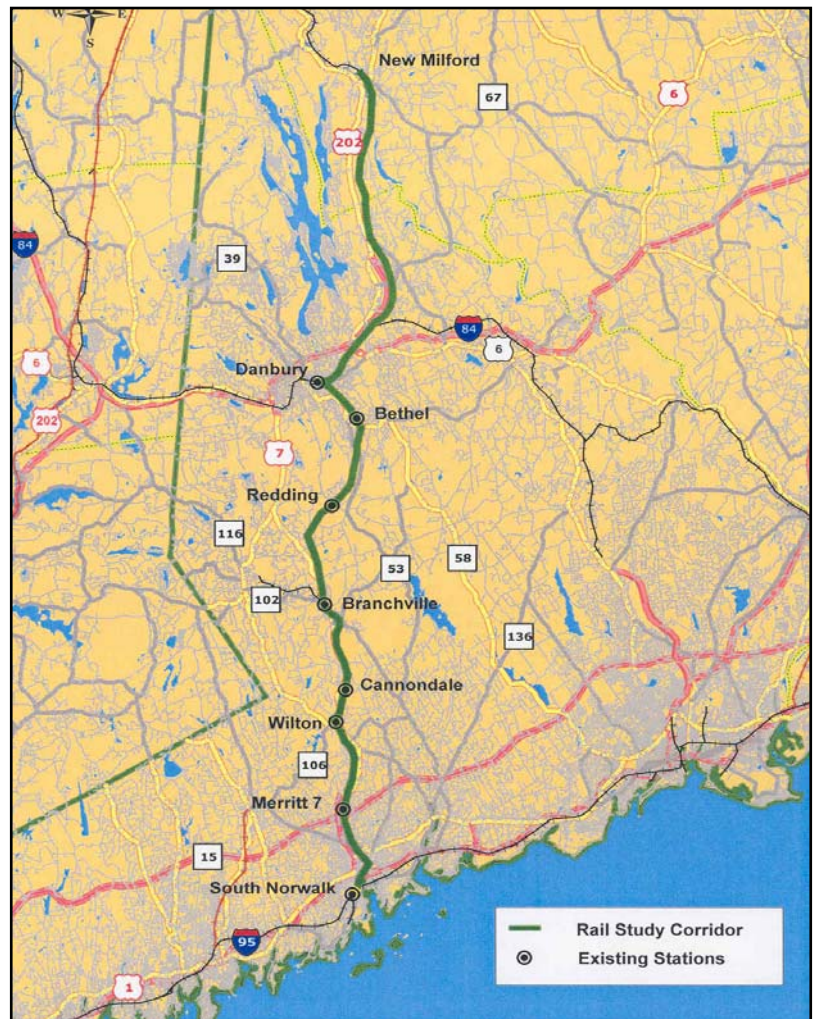 W
E
S
New Milford
67
6
202
84
39
84
6
6
Danbury
202
Bethel
7
Redding
116
53
58
102
Branchville
136
Cannondale
Wilton
106
Merritt 7
15
South Norwalk
95
1
Rail Study Corridor
Existing Stations